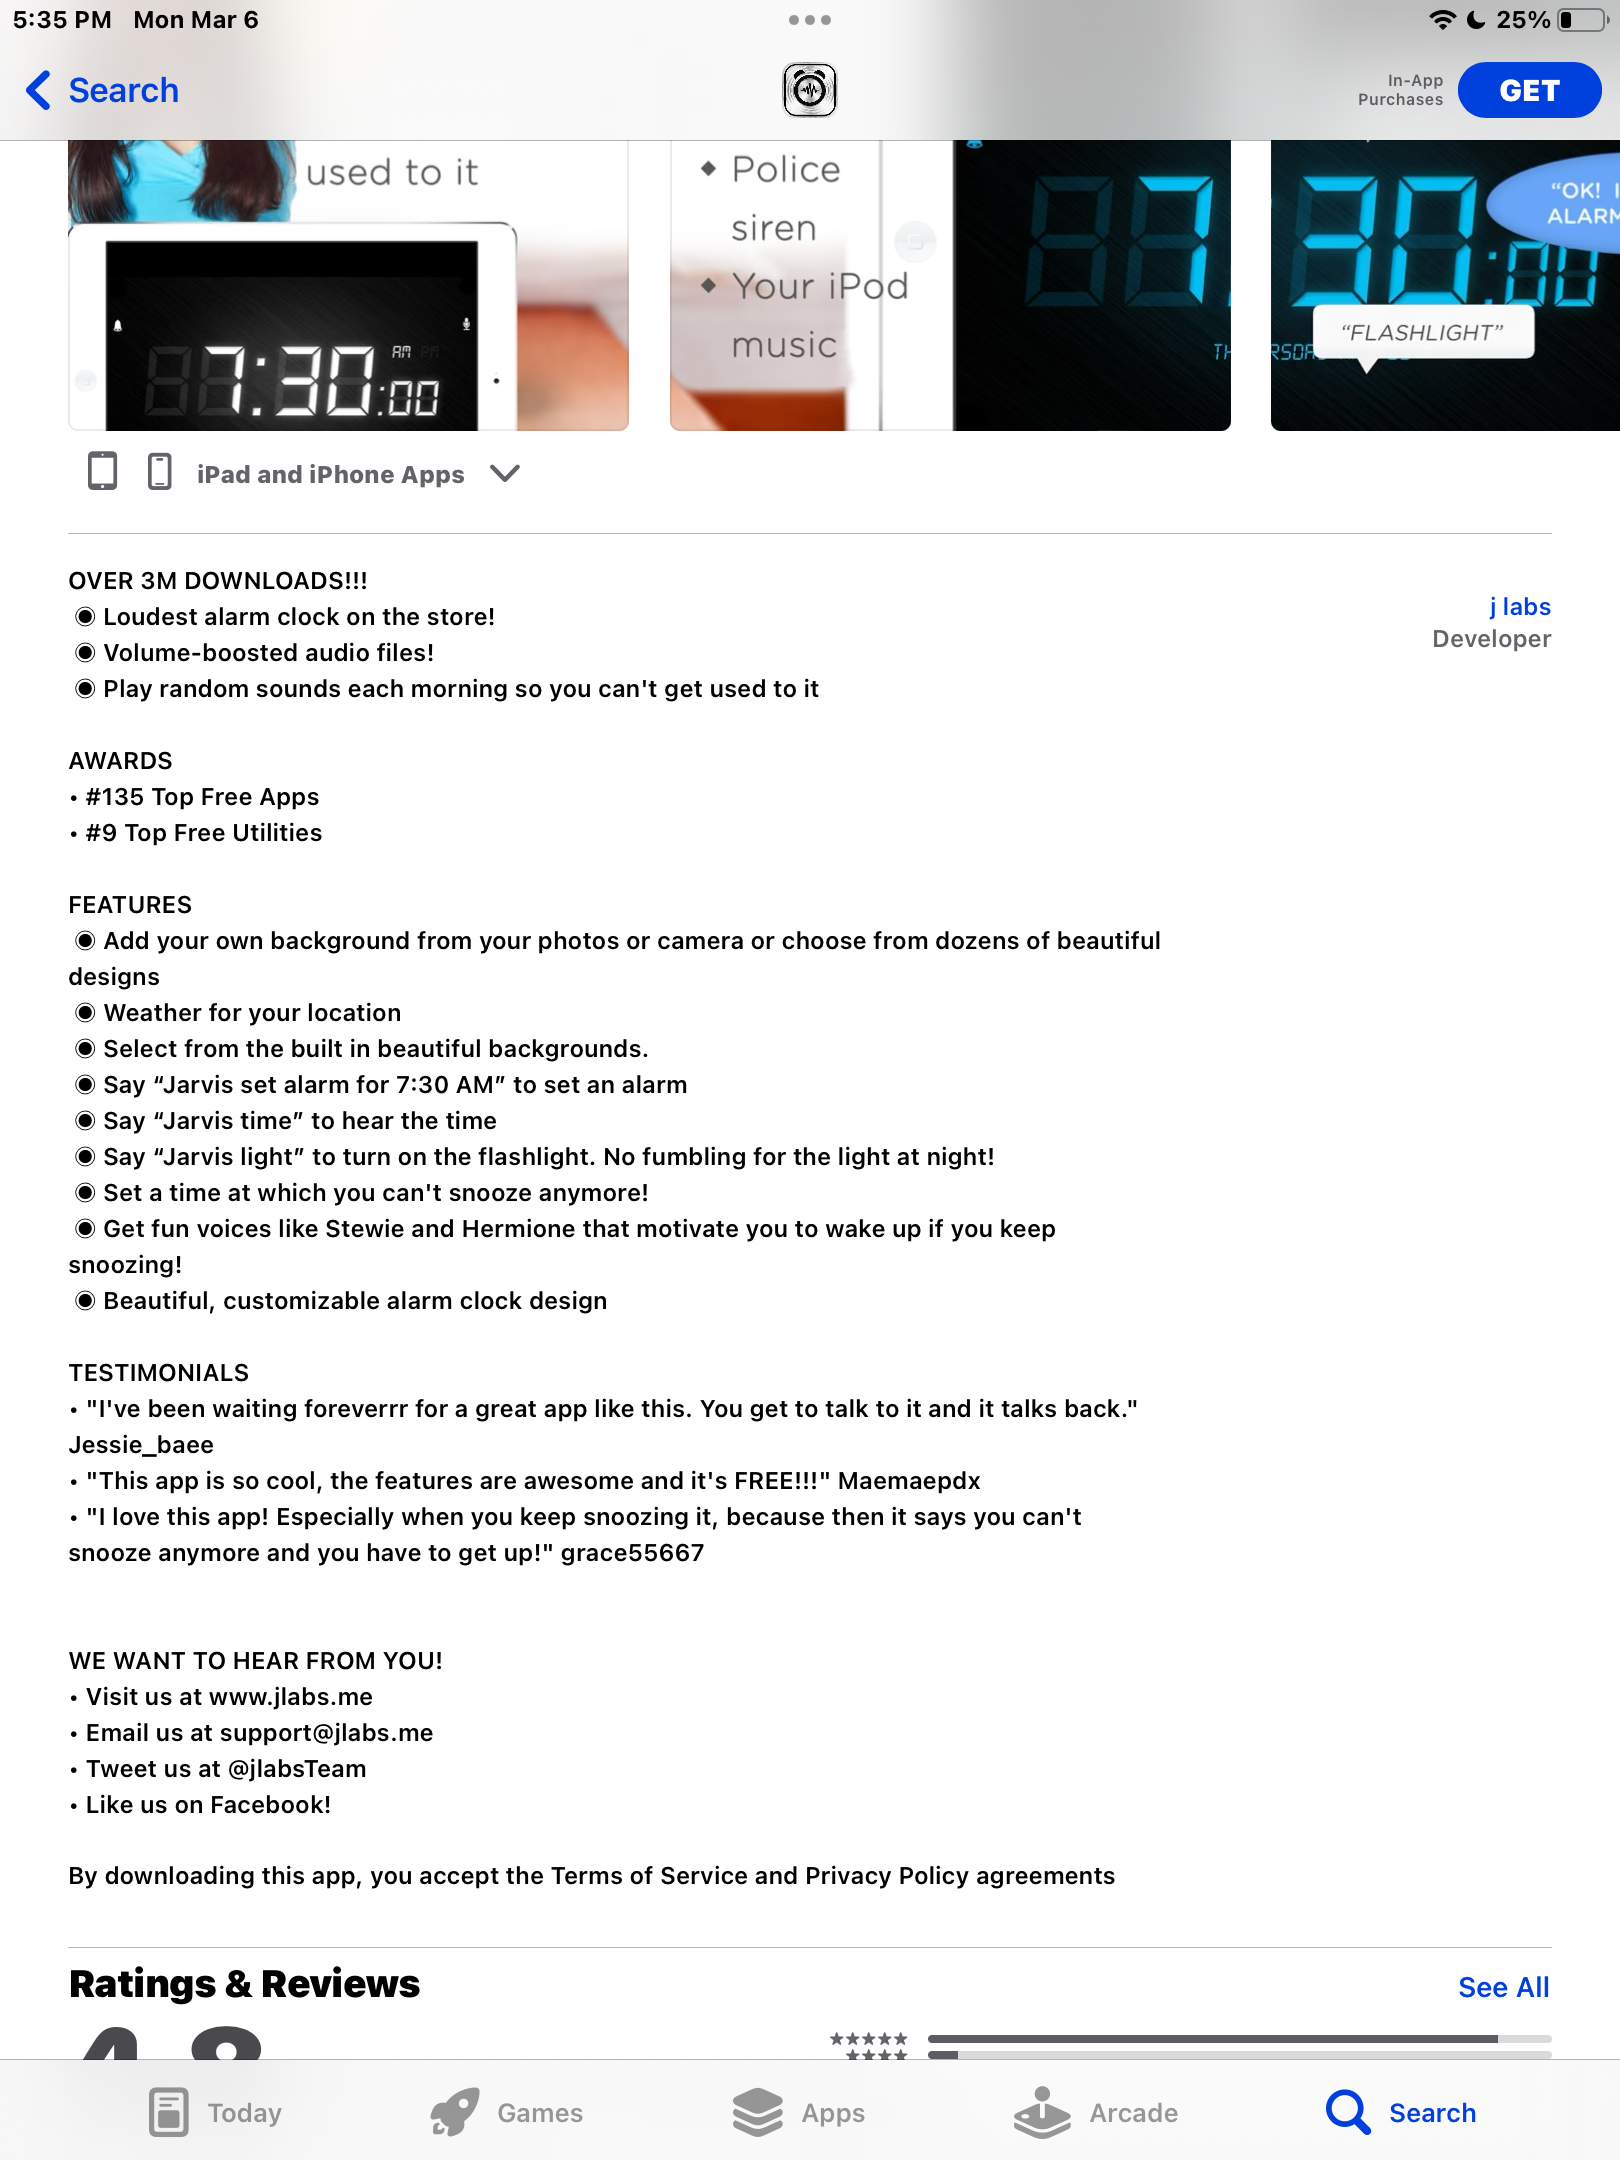 5:35 PM Mon Mar 6
25%
Search
In-App
Purchases
GET
used to it
7:30:00
AM PM
◆ Police
siren
◆ Your iPod
music
7
30:00
"OK!
ALARM
"FLASHLIGHT"
iPad and iPhone Apps
OVER 3M DOWNLOADS!!!
◉ Loudest alarm clock on the store!
◉ Volume-boosted audio files!
◉ Play random sounds each morning so you can't get used to it
j labs
Developer
AWARDS
• #135 Top Free Apps
• #9 Top Free Utilities
FEATURES
◉ Add your own background from your photos or camera or choose from dozens of beautiful
designs
◉ Weather for your location
◉ Select from the built in beautiful backgrounds.
◉ Say “Jarvis set alarm for 7:30 AM” to set an alarm
◉ Say “Jarvis time” to hear the time
◉ Say “Jarvis light” to turn on the flashlight. No fumbling for the light at night!
◉ Set a time at which you can't snooze anymore!
◉ Get fun voices like Stewie and Hermione that motivate you to wake up if you keep
snoozing!
◉ Beautiful, customizable alarm clock design
TESTIMONIALS
• "I've been waiting foreverrr for a great app like this. You get to talk to it and it talks back."
Jessie_baee
• "This app is so cool, the features are awesome and it's FREE!!!" Maemaepdx
• "I love this app! Especially when you keep snoozing it, because then it says you can't
snooze anymore and you have to get up!" grace55667
WE WANT TO HEAR FROM YOU!
• Visit us at www.jlabs.me
• Email us at support@jlabs.me
• Tweet us at @jlabsTeam
• Like us on Facebook!
By downloading this app, you accept the Terms of Service and Privacy Policy agreements
Ratings & Reviews
See All
4.8
Today
Games
Apps
Arcade
Search